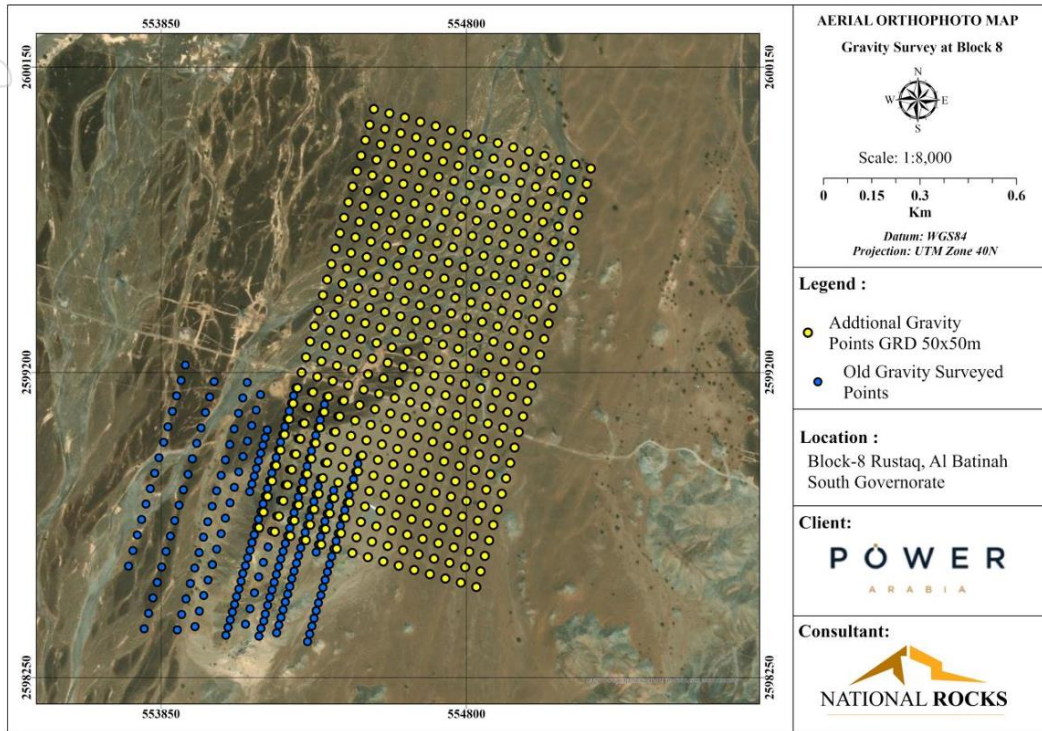 553850
554800
2600150
2600150
2599200
2599200
2598250
2598250
553850
554800
AERIAL ORTHOPHOTO MAP
Gravity Survey at Block 8
N
W
E
S
Scale: 1:8,000
0 0.15 0.3 0.6
Km
Datum: WGS84
Projection: UTM Zone 40N
Legend :
Addtional Gravity
Points GRD 50x50m
Old Gravity Surveyed
Points
Location :
Block-8 Rustaq, Al Batinah
South Governorate
Client:
POWER
ARABIA
Consultant:
NATIONAL ROCKS